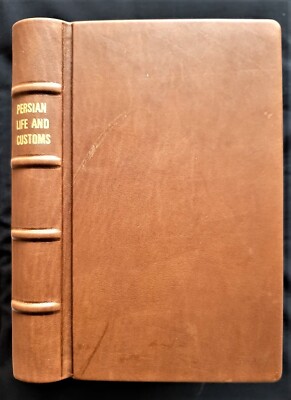 PERSIAN
LIFE AND
CUSTOMS